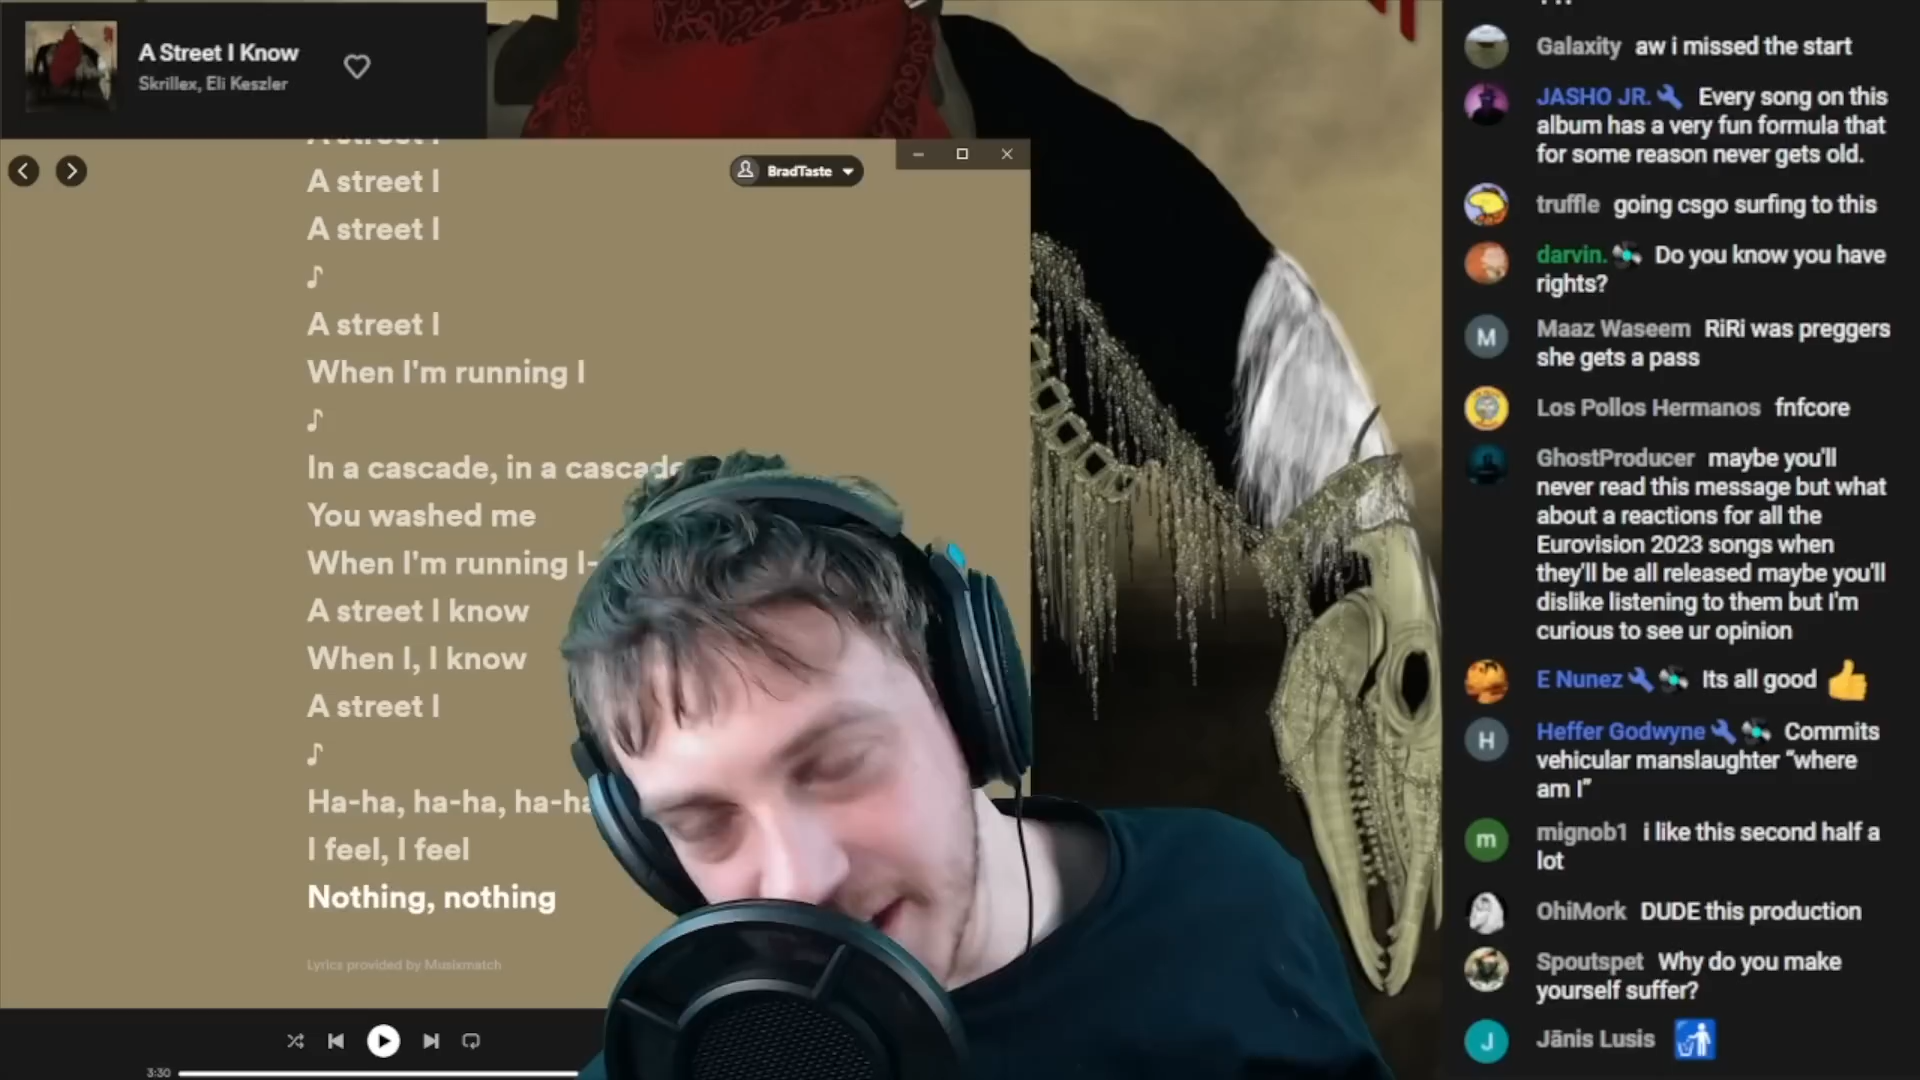 A Street I Know
Skrillex, Eli Keszler
BradTaste
A street I
A street I
A street I
♪
A street I
When I'm running I
♪
In a cascade, in a cascade
You washed me
When I'm running I-
A street I know
When I, I know
A street I
♪
Ha-ha, ha-ha, ha-ha
I feel, I feel
Nothing, nothing
Lyrics provided by Musixmatch
3:30
Galaxity aw i missed the start
JASHO JR. Every song on this
album has a very fun formula that
for some reason never gets old.
truffle going csgo surfing to this
darvin. Do you know you have
rights?
M
Maaz Waseem RiRi was preggers
she gets a pass
Los Pollos Hermanos fnfcore
GhostProducer maybe you'll
never read this message but what
about a reactions for all the
Eurovision 2023 songs when
they'll be all released maybe you'll
dislike listening to them but I'm
curious to see ur opinion
E Nunez Its all good 👍
H
Heffer Godwyne Commits
vehicular manslaughter “where
am I”
m
mignob1 i like this second half a
lot
OhiMork DUDE this production
Spoutspet Why do you make
yourself suffer?
J
Jānis Lusis 🚮